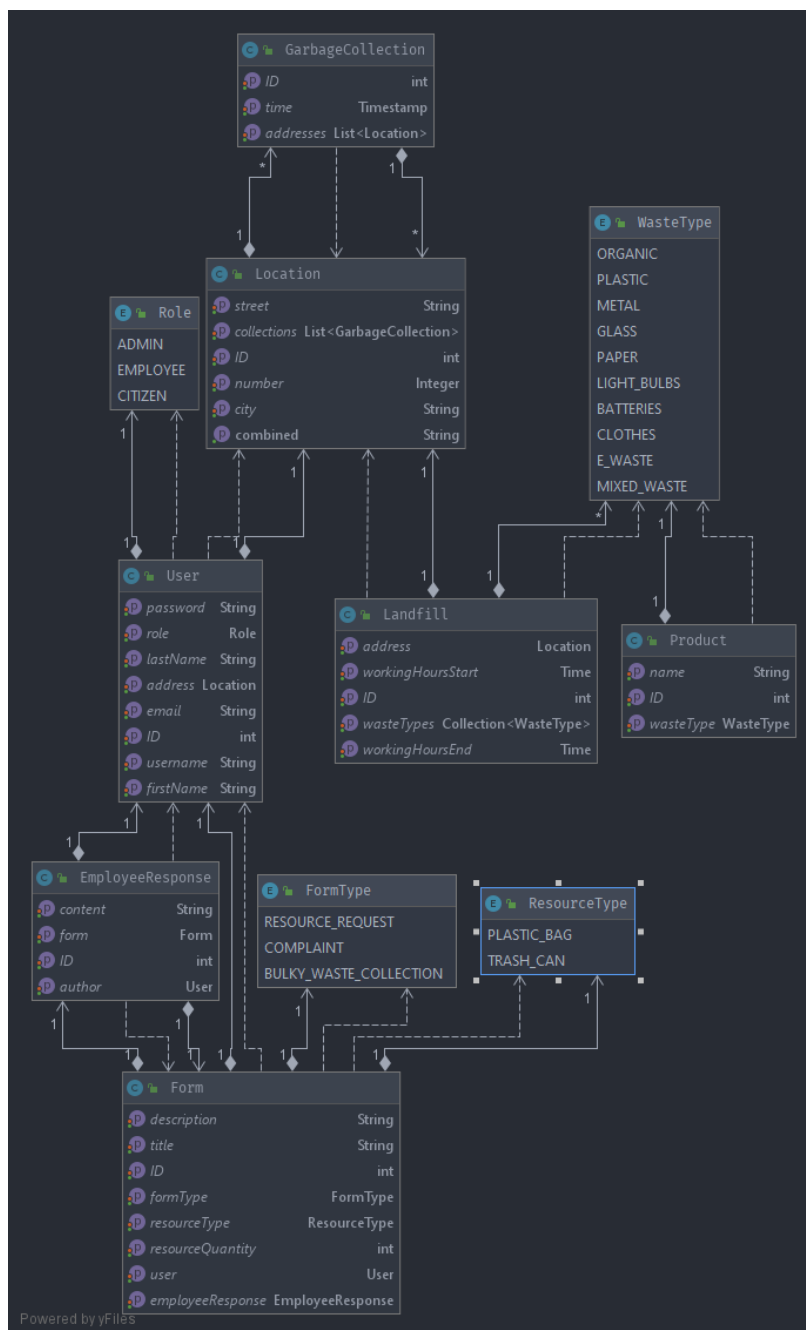 GarbageCollection
ID int
time Timestamp
addresses List<Location>
1
*
1
*
Location
street String
collections List<GarbageCollection>
ID int
number Integer
city String
combined String
WasteType
ORGANIC
PLASTIC
METAL
GLASS
PAPER
LIGHT_BULBS
BATTERIES
CLOTHES
E_WASTE
MIXED_WASTE
Role
ADMIN
EMPLOYEE
CITIZEN
1
1
1
*
1
1
1
1
1
1
User
password String
role Role
lastName String
address Location
email String
ID int
username String
firstName String
Landfill
address Location
workingHoursStart Time
ID int
wasteTypes Collection<WasteType>
workingHoursEnd Time
Product
name String
ID int
wasteType WasteType
1
1
1
EmployeeResponse
content String
form Form
ID int
author User
FormType
RESOURCE_REQUEST
COMPLAINT
BULKY_WASTE_COLLECTION
ResourceType
PLASTIC_BAG
TRASH_CAN
1
1
1
1
1
1
1
1
1
Form
description String
title String
ID int
formType FormType
resourceType ResourceType
resourceQuantity int
user User
employeeResponse EmployeeResponse
Powered by yFiles